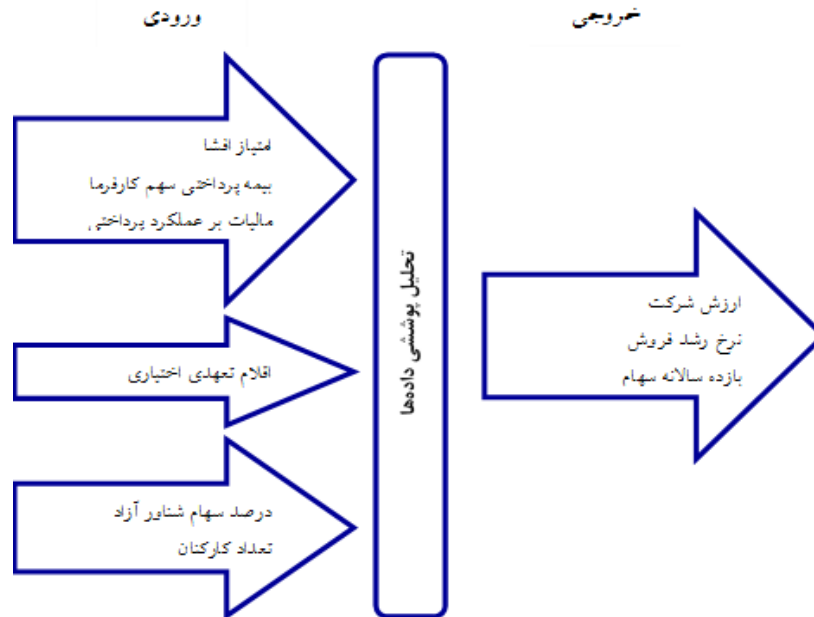 ورودی
خروجی
امتیاز افشا
بیمه پرداختی سهم کارفرما
مالیات بر عملکرد پرداختی
اقلام تعهدی اختیاری
درصد سهام شناور آزاد
تعداد کارکنان
تحلیل پوششی داده‌ها
ارزش شرکت
نرخ رشد فروش
بازده سالانه سهام